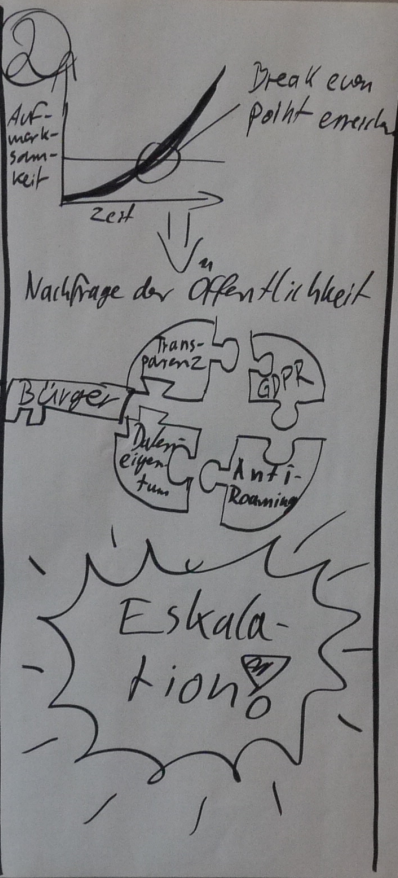 2
Auf-
merk-
sam-
keit
Zeit
Break even
Point erreichen
Nachfrage der Öffentlichkeit
Trans-
parenz
GDPR
Bürger
Daten-
eigen-
tum
Anti-
Roaming
Eskala-
tion!